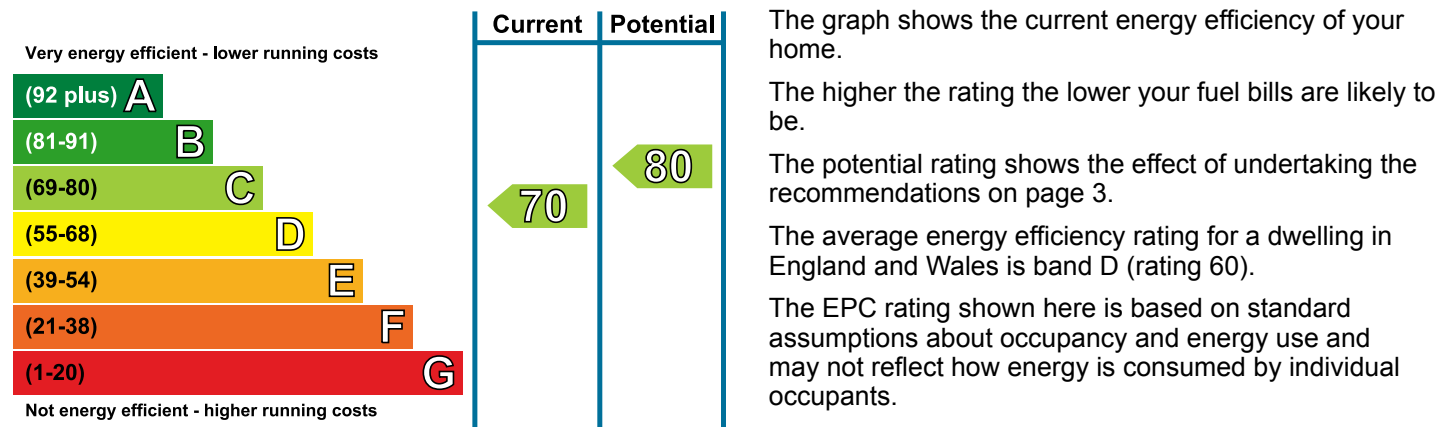 Current Potential
Very energy efficient - lower running costs
(92 plus) A
(81-91) B
(69-80) C
(55-68) D
(39-54) E
(21-38) F
(1-20) G
Not energy efficient - higher running costs
70
80
The graph shows the current energy efficiency of your
home.
The higher the rating the lower your fuel bills are likely to
be.
The potential rating shows the effect of undertaking the
recommendations on page 3.
The average energy efficiency rating for a dwelling in
England and Wales is band D (rating 60).
The EPC rating shown here is based on standard
assumptions about occupancy and energy use and
may not reflect how energy is consumed by individual
occupants.